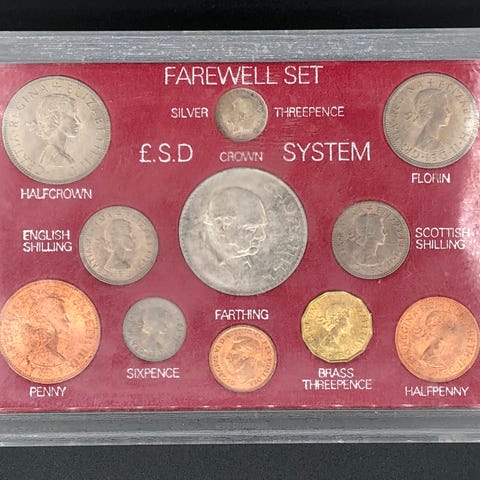 FAREWELL SET
SILVER THREEPENCE
£.S.D CROWN SYSTEM
HALFCROWN
FLORIN
ENGLISH
SHILLING
SCOTTISH
SHILLING
FARTHING
PENNY
SIXPENCE
BRASS
THREEPENCE
HALFPENNY